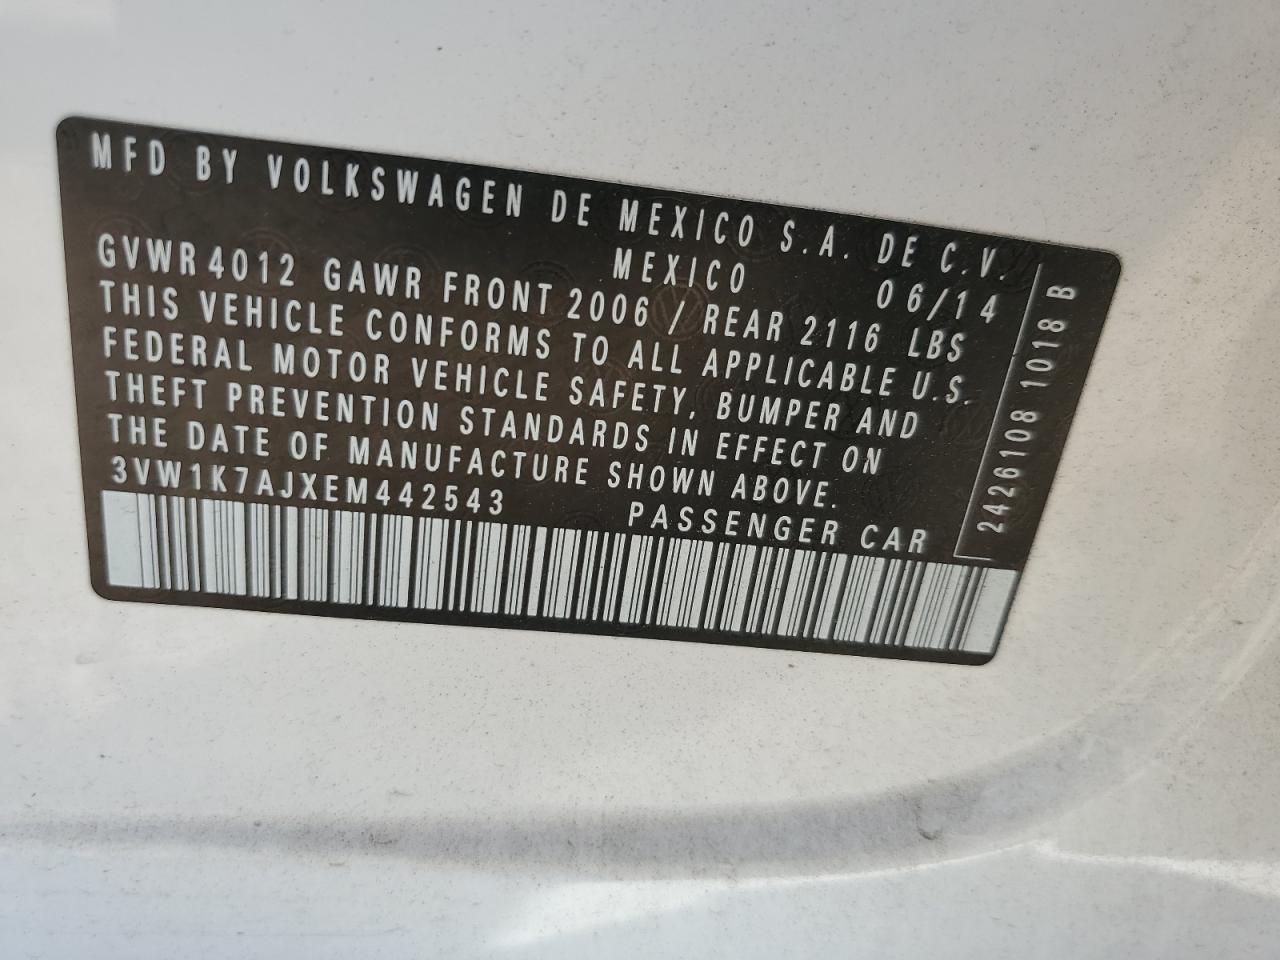 MFD BY VOLKSWAGEN DE MEXICO S.A. DE C.V.
MEXICO 06/14
GVWR 4012 GAWR FRONT 2006 / REAR 2116 LBS
THIS VEHICLE CONFORMS TO ALL APPLICABLE U.S.
FEDERAL MOTOR VEHICLE SAFETY, BUMPER AND
THEFT PREVENTION STANDARDS IN EFFECT ON
THE DATE OF MANUFACTURE SHOWN ABOVE.
3VW1K7AJXEM442543 PASSENGER CAR
2426108 1018 B